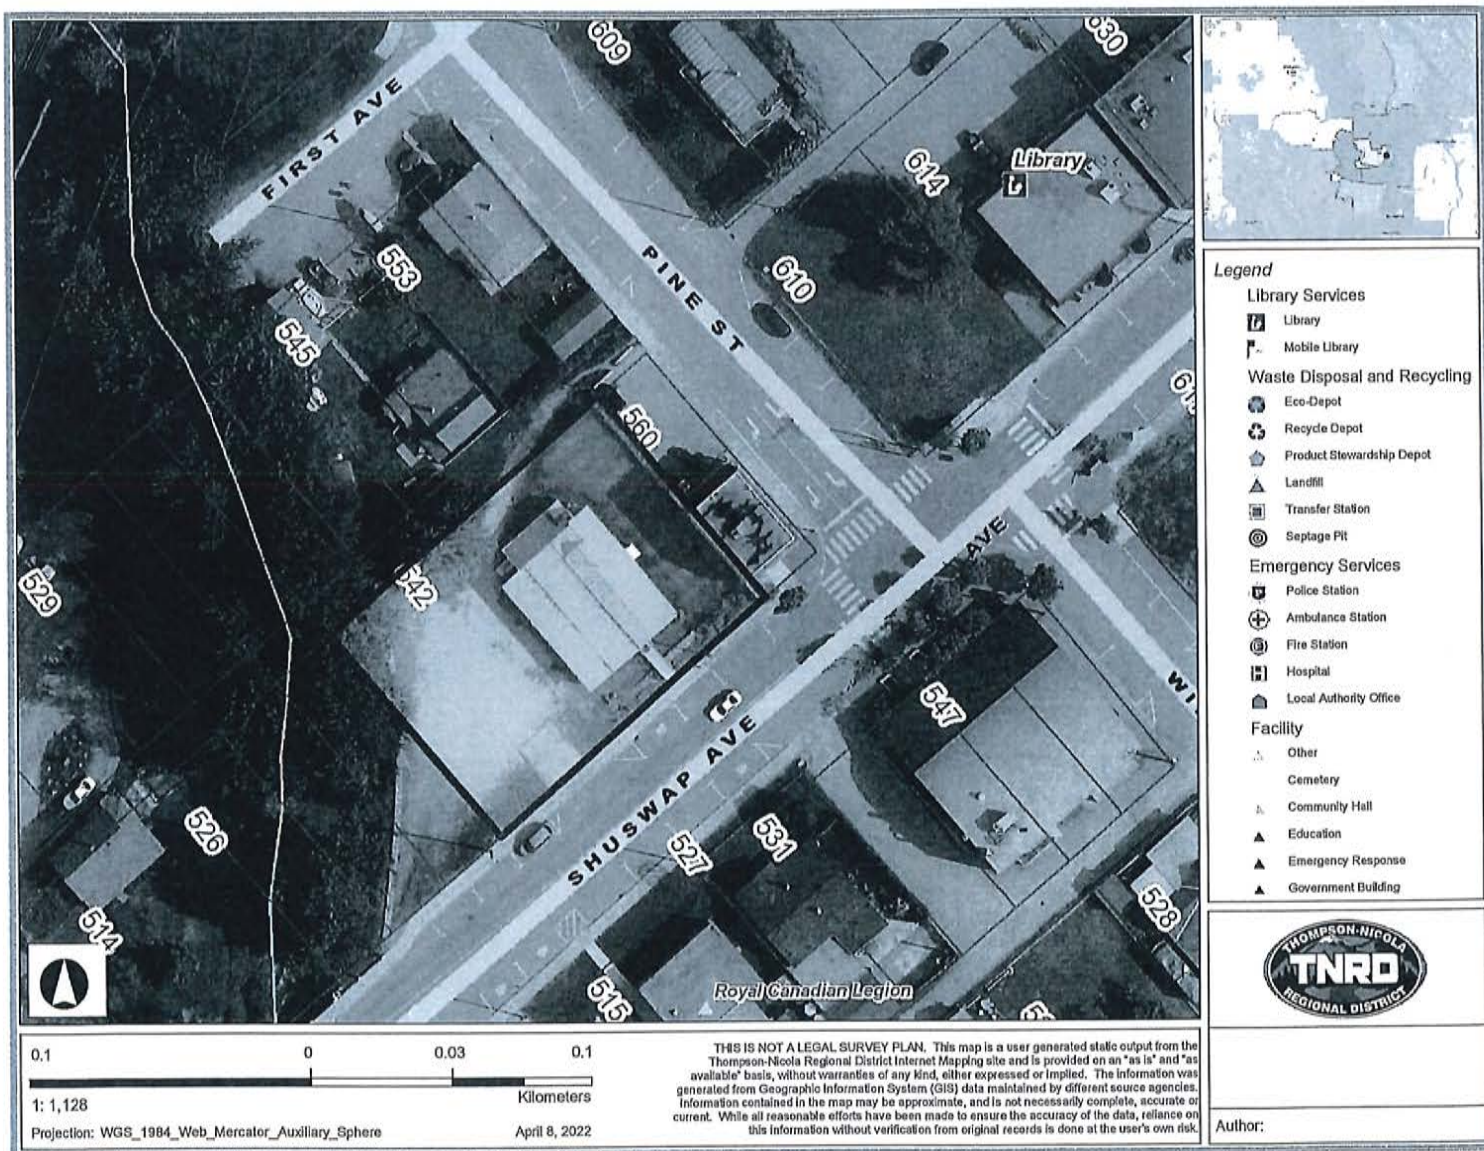 609
630
FIRST AVE
614
Library
553
PINE ST
610
545
560
AVE
542
529
547
SHUSWAP AVE
526
527
531
528
514
515
Royal Canadian Legion
Legend
Library Services
Library
Mobile Library
Waste Disposal and Recycling
Eco-Depot
Recycle Depot
Product Stewardship Depot
Landfill
Transfer Station
Septage Pit
Emergency Services
Police Station
Ambulance Station
Fire Station
Hospital
Local Authority Office
Facility
Other
Cemetery
Community Hall
Education
Emergency Response
Government Building
THOMPSON-NICOLA
TNRD
REGIONAL DISTRICT
Author:
0.1 0 0.03 0.1
Kilometers
1: 1,128
Projection: WGS_1984_Web_Mercator_Auxiliary_Sphere
April 8, 2022
THIS IS NOT A LEGAL SURVEY PLAN. This map is a user generated static output from the
Thompson-Nicola Regional District Internet Mapping site and is provided on an "as is" and "as
available" basis, without warranties of any kind, either expressed or implied. The information was
generated from Geographic Information System (GIS) data maintained by different source agencies.
Information contained in the map may be approximate, and is not necessarily complete, accurate or
current. While all reasonable efforts have been made to ensure the accuracy of the data, reliance on
this information without verification from original records is done at the user's own risk.